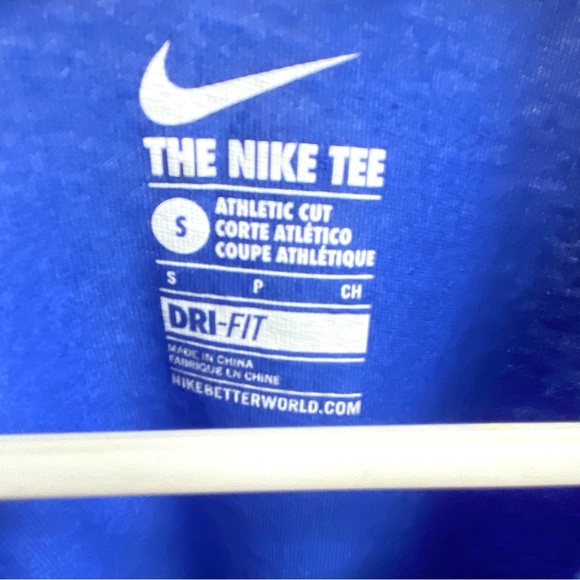 THE NIKE TEE
S
ATHLETIC CUT
CORTE ATLÉTICO
COUPE ATHLÉTIQUE
S P CH
DRI-FIT
MADE IN CHINA
FABRIQUE EN CHINE
NIKEBETTERWORLD.COM